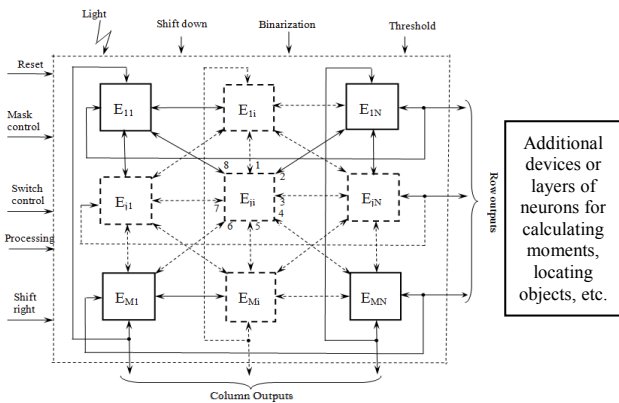 Light
Shift down
Binarization
Threshold
Reset
Mask
control
Switch
control
Processing
Shift
right
E11
E1i
E1N
8
1
2
Ej1
7
Eji
3
EjN
6
5
4
EM1
EMi
EMN
Row outputs
Column Outputs
Additional
devices or
layers of
neurons for
calculating
moments,
locating
objects, etc.